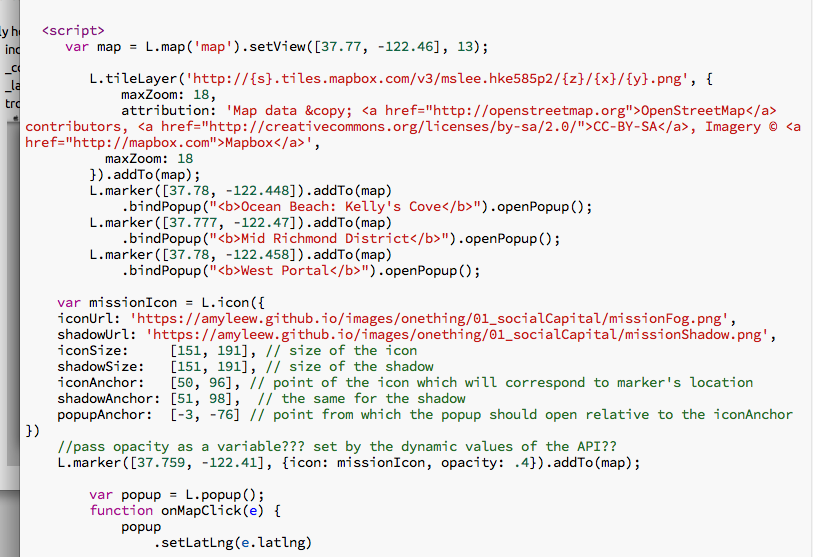 <script>
var map = L.map('map').setView([37.77, -122.46], 13);
L.tileLayer('http://{s}.tiles.mapbox.com/v3/mslee.hke585p2/{z}/{x}/{y}.png', {
maxZoom: 18,
attribution: 'Map data &copy; <a href="http://openstreetmap.org">OpenStreetMap</a>
contributors, <a href="http://creativecommons.org/licenses/by-sa/2.0/">CC-BY-SA</a>, Imagery © <a
href="http://mapbox.com">Mapbox</a>',
maxZoom: 18
}).addTo(map);
L.marker([37.78, -122.448]).addTo(map)
.bindPopup("<b>Ocean Beach: Kelly's Cove</b>").openPopup();
L.marker([37.777, -122.47]).addTo(map)
.bindPopup("<b>Mid Richmond District</b>").openPopup();
L.marker([37.78, -122.458]).addTo(map)
.bindPopup("<b>West Portal</b>").openPopup();
var missionIcon = L.icon({
iconUrl: 'https://amyleew.github.io/images/onething/01_socialCapital/missionFog.png',
shadowUrl: 'https://amyleew.github.io/images/onething/01_socialCapital/missionShadow.png',
iconSize: [151, 191], // size of the icon
shadowSize: [151, 191], // size of the shadow
iconAnchor: [50, 96], // point of the icon which will correspond to marker's location
shadowAnchor: [51, 98], // the same for the shadow
popupAnchor: [-3, -76] // point from which the popup should open relative to the iconAnchor
})
//pass opacity as a variable??? set by the dynamic values of the API??
L.marker([37.759, -122.41], {icon: missionIcon, opacity: .4}).addTo(map);
var popup = L.popup();
function onMapClick(e) {
popup
.setLatLng(e.latlng)